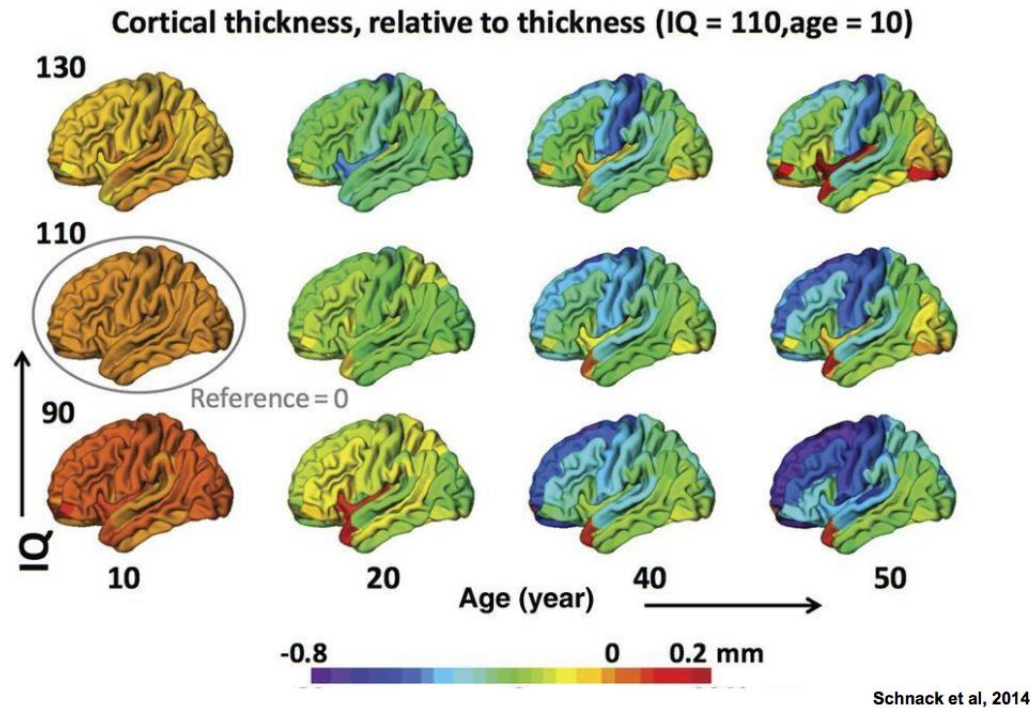 Cortical thickness, relative to thickness (IQ = 110,age = 10)
130
110
Reference = 0
90
IQ
10 20 40 50
Age (year)
-0.8 0 0.2 mm
Schnack et al, 2014